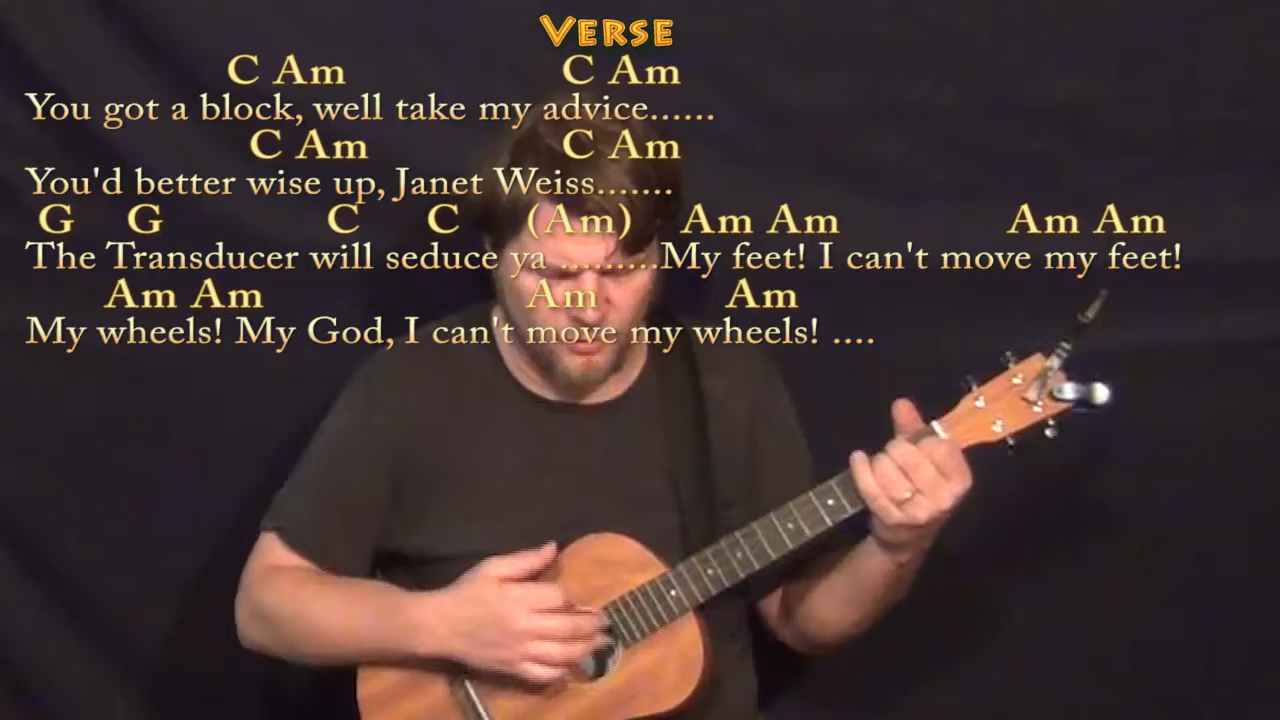 VERSE
C Am C Am
You got a block, well take my advice......
C Am C Am
You'd better wise up, Janet Weiss.......
G G C C (Am) Am Am Am Am
The Transducer will seduce ya .........My feet! I can't move my feet!
Am Am Am Am
My wheels! My God, I can't move my wheels! ....